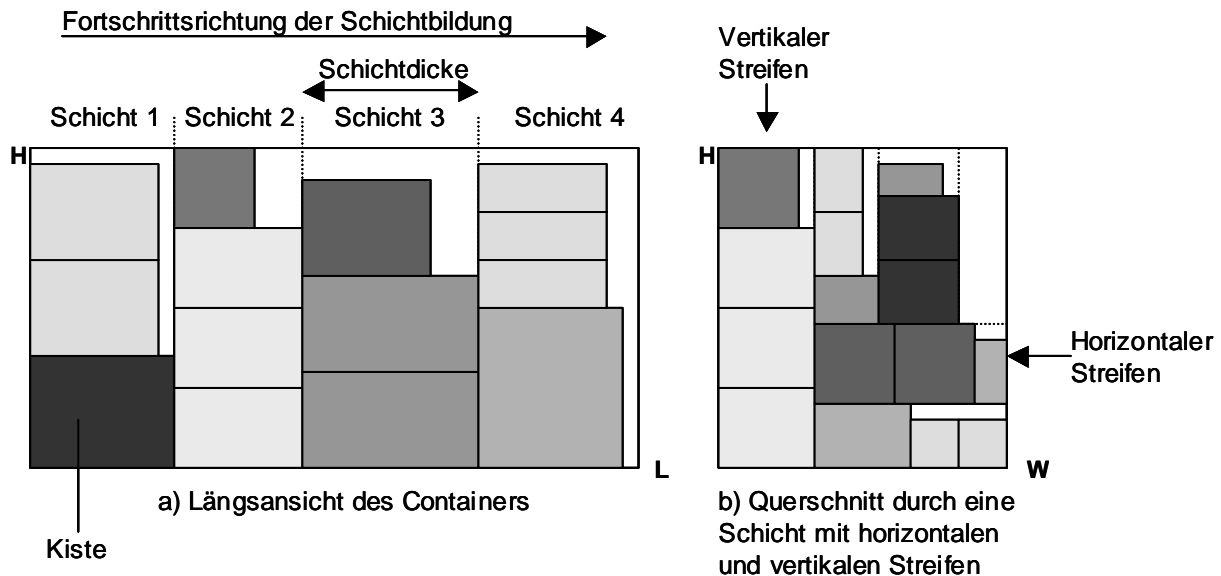 Fortschrittsrichtung der Schichtbildung
Schichtdicke
Schicht 1 Schicht 2 Schicht 3 Schicht 4
H
L
a) Längsansicht des Containers
Kiste
Vertikaler
Streifen
H
Horizontaler
Streifen
W
b) Querschnitt durch eine
Schicht mit horizontalen
und vertikalen Streifen